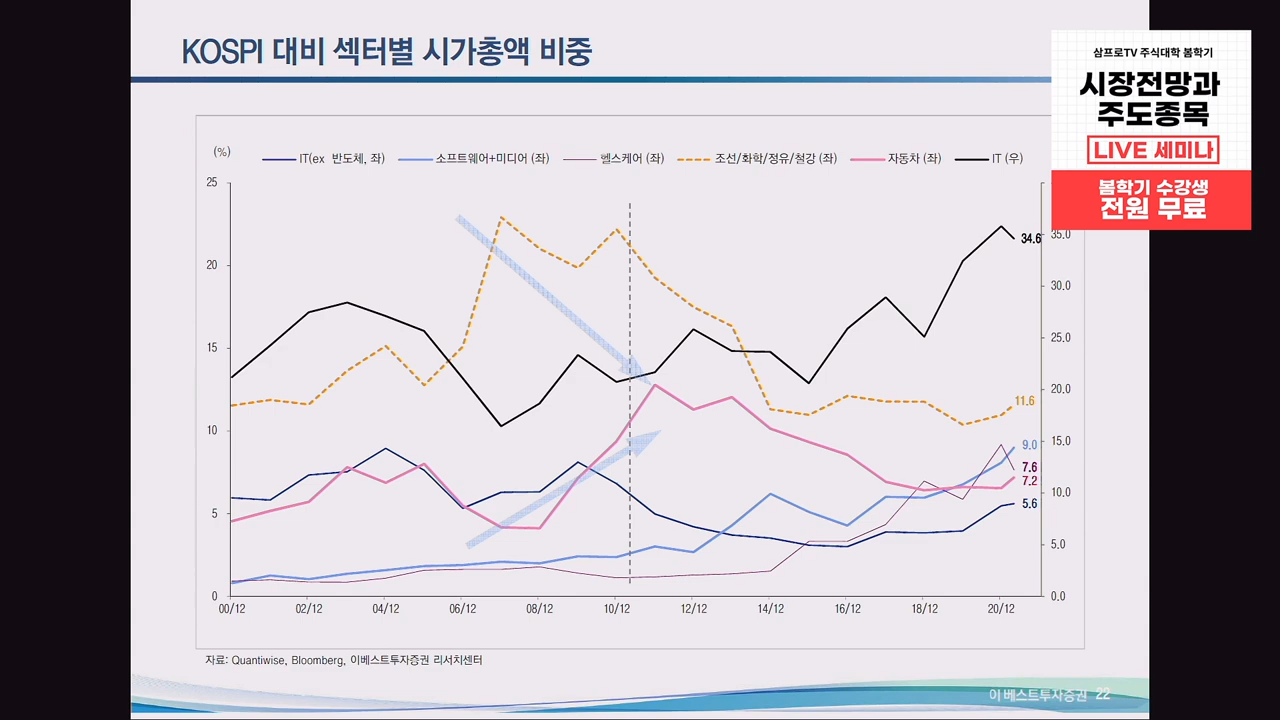 KOSPI 대비 섹터별 시가총액 비중
삼프로TV 주식대학 봄학기
시장전망과
주도종목
LIVE 세미나
봄학기 수강생
전원 무료
(%)
IT(ex 반도체, 좌)
소프트웨어+미디어 (좌)
헬스케어 (좌)
조선/화학/정유/철강 (좌)
자동차 (좌)
IT (우)
25
20
15
10
5
0
35.0
30.0
25.0
20.0
15.0
10.0
5.0
0.0
34.6
11.6
9.0
7.6
7.2
5.6
00/12 02/12 04/12 06/12 08/12 10/12 12/12 14/12 16/12 18/12 20/12
자료: Quantiwise, Bloomberg, 이베스트투자증권 리서치센터
이베스트투자증권 22